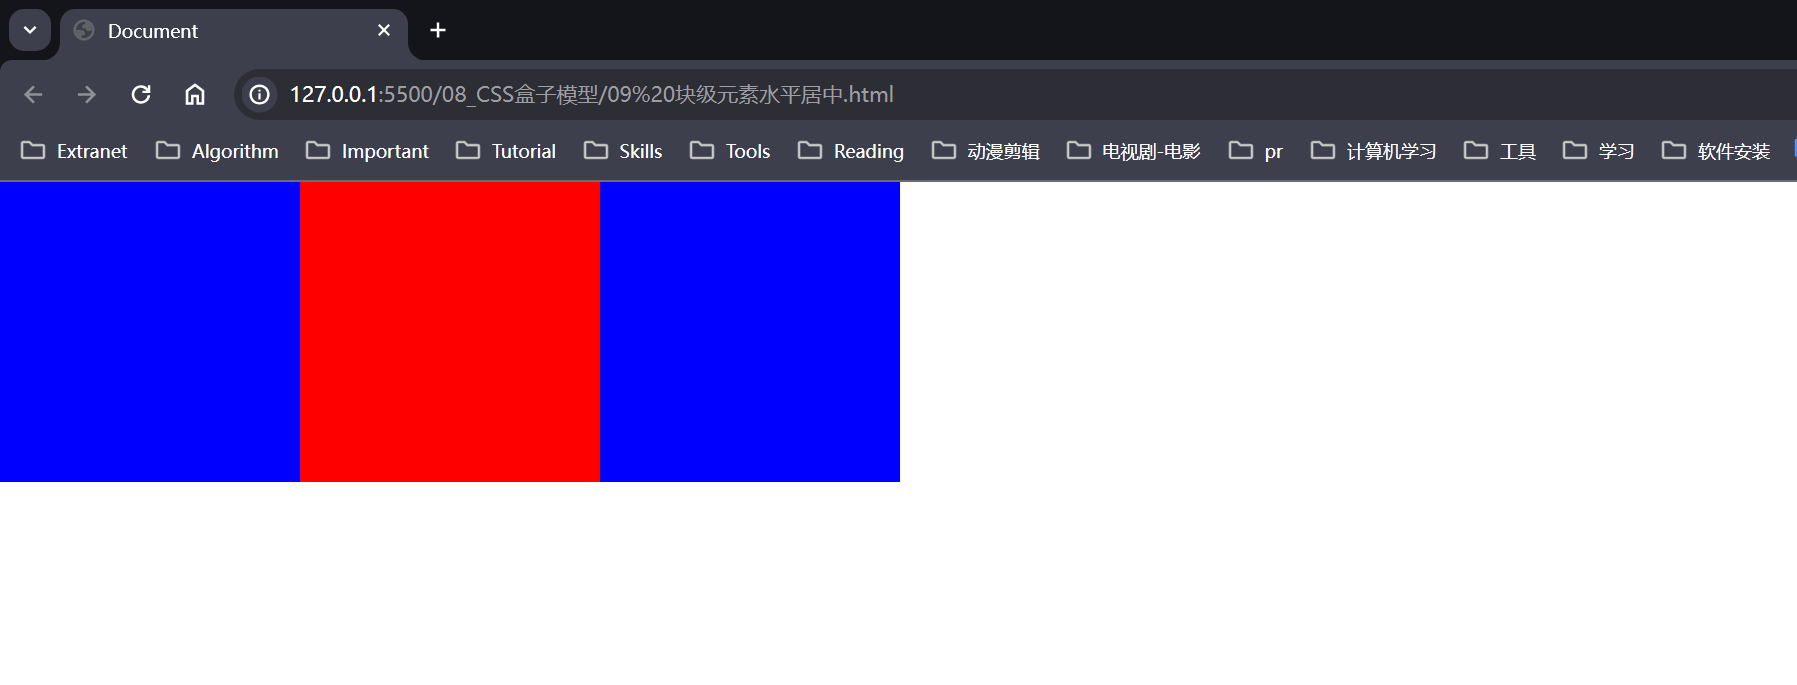 Document
127.0.0.1:5500/08_CSS盒子模型/09%20块级元素水平居中.html
Extranet Algorithm Important Tutorial Skills Tools Reading 动漫剪辑 电视剧-电影 pr 计算机学习 工具 学习 软件安装